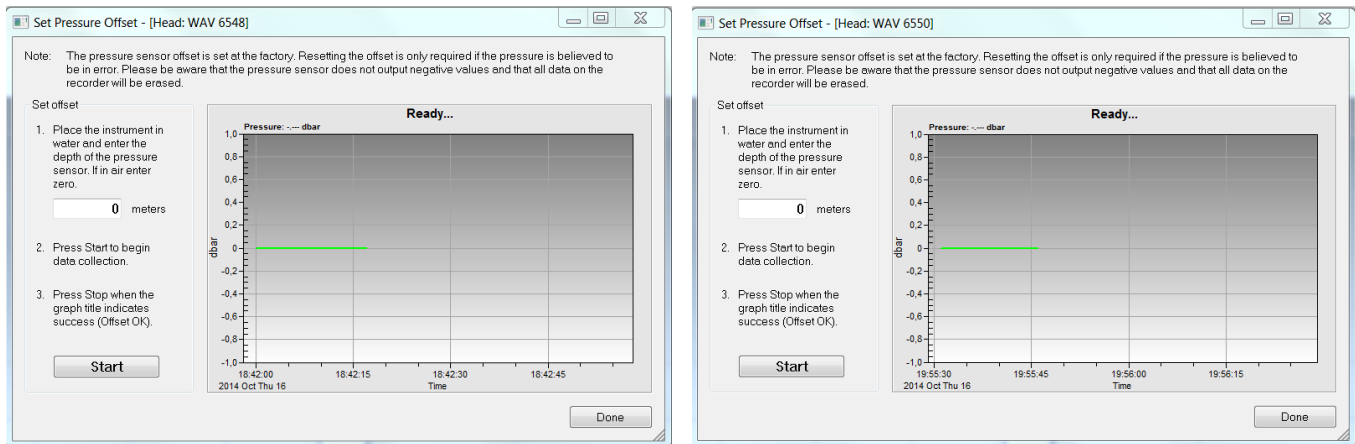 Set Pressure Offset - [Head: WAV 6548]
Note: The pressure sensor offset is set at the factory. Resetting the offset is only required if the pressure is believed to
be in error. Please be aware that the pressure sensor does not output negative values and that all data on the
recorder will be erased.
Set offset
1. Place the instrument in
water and enter the
depth of the pressure
sensor. If in air enter
zero.
0 meters
2. Press Start to begin
data collection.
3. Press Stop when the
graph title indicates
success (Offset OK).
Start
Ready...
Pressure: -.--- dbar
1,0
0,8
0,6
0,4
0,2
0
-0,2
-0,4
-0,6
-0,8
-1,0
dbar
18:42:00 18:42:15 18:42:30 18:42:45
2014 Oct Thu 16 Time
Done
Set Pressure Offset - [Head: WAV 6550]
Note: The pressure sensor offset is set at the factory. Resetting the offset is only required if the pressure is believed to
be in error. Please be aware that the pressure sensor does not output negative values and that all data on the
recorder will be erased.
Set offset
1. Place the instrument in
water and enter the
depth of the pressure
sensor. If in air enter
zero.
0 meters
2. Press Start to begin
data collection.
3. Press Stop when the
graph title indicates
success (Offset OK).
Start
Ready...
Pressure: -.--- dbar
1,0
0,8
0,6
0,4
0,2
0
-0,2
-0,4
-0,6
-0,8
-1,0
dbar
19:55:30 19:55:45 19:56:00 19:56:15
2014 Oct Thu 16 Time
Done